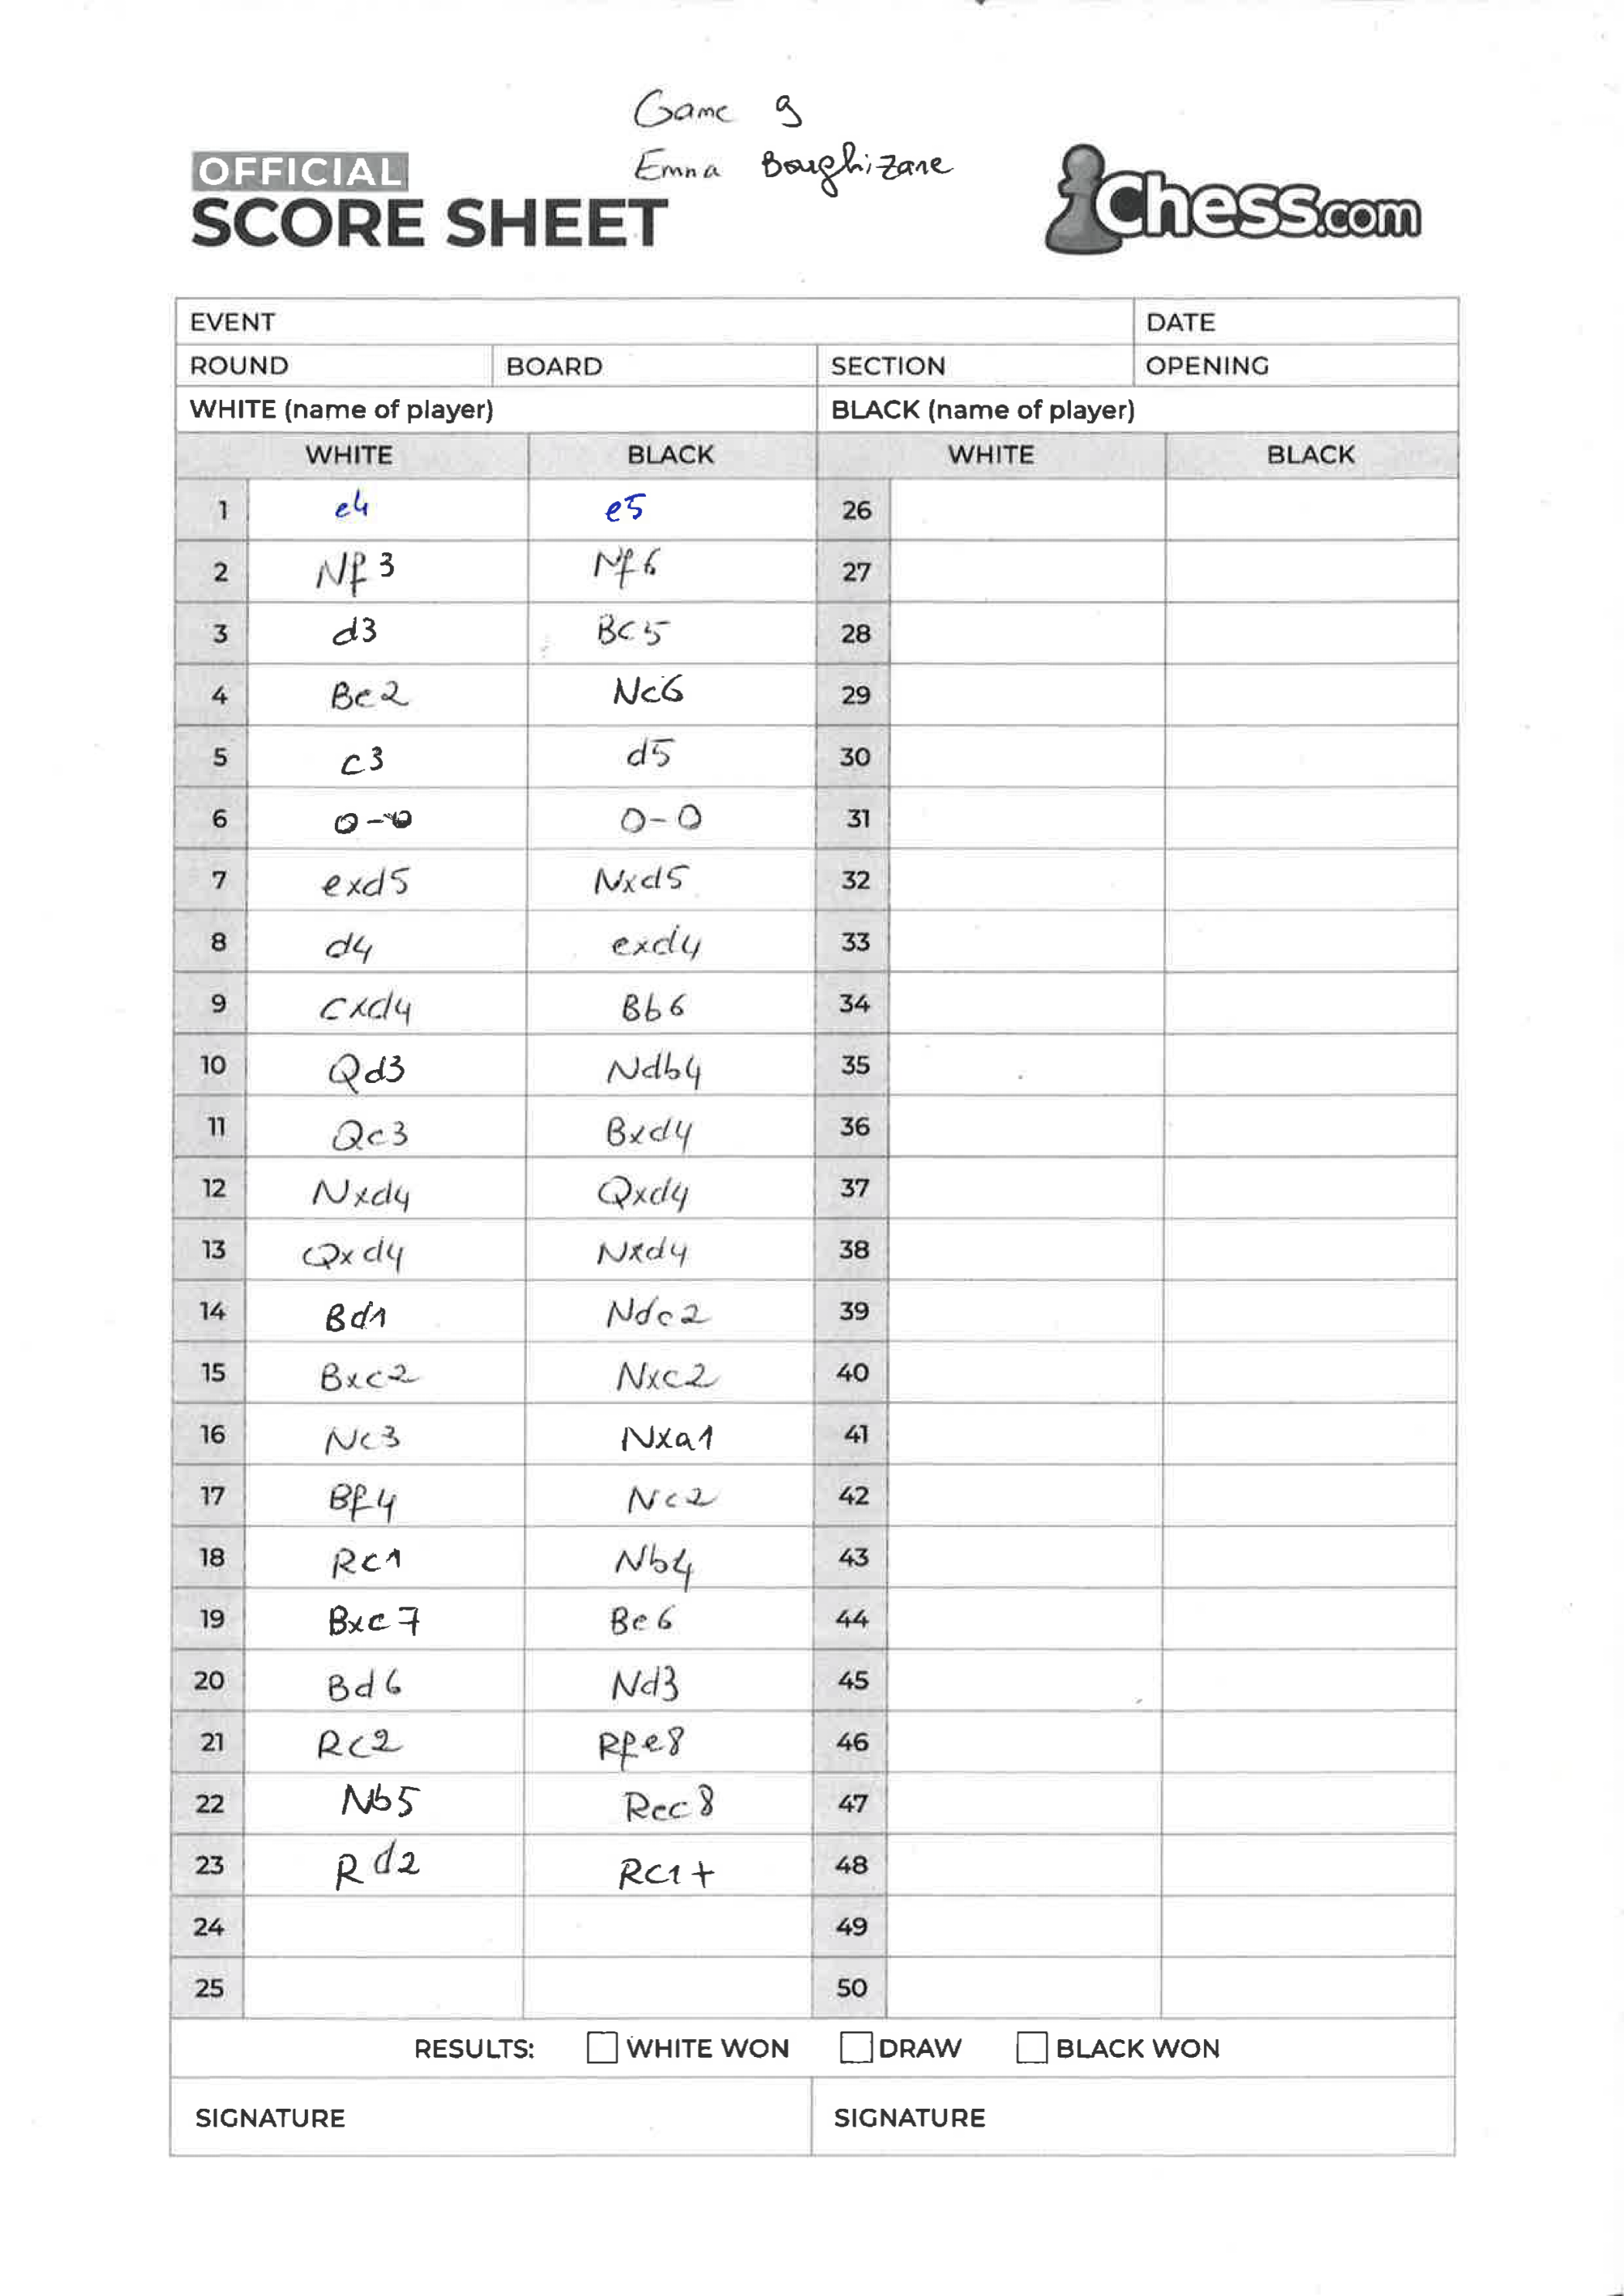 Game 9
Emna Boughizane
OFFICIAL
SCORE SHEET
Chess.com
EVENT DATE
ROUND BOARD SECTION OPENING
WHITE (name of player) BLACK (name of player)
WHITE BLACK WHITE BLACK
1 e4 e5 26
2 Nf3 Nf6 27
3 d3 Bc5 28
4 Be2 Nc6 29
5 c3 d5 30
6 0-0 0-0 31
7 exd5 Nxd5 32
8 d4 exd4 33
9 cxd4 Bb6 34
10 Qd3 Ndb4 35
11 Qc3 Bxd4 36
12 Nxd4 Qxd4 37
13 Qxd4 Nxd4 38
14 Bd1 Ndc2 39
15 Bxc2 Nxc2 40
16 Nc3 Nxa1 41
17 Bf4 Nc2 42
18 Rc1 Nb4 43
19 Bxc7 Be6 44
20 Bd6 Nd3 45
21 Rc2 Rfe8 46
22 Nb5 Rec8 47
23 Rd2 Rc1+ 48
24 49
25 50
RESULTS: WHITE WON DRAW BLACK WON
SIGNATURE SIGNATURE